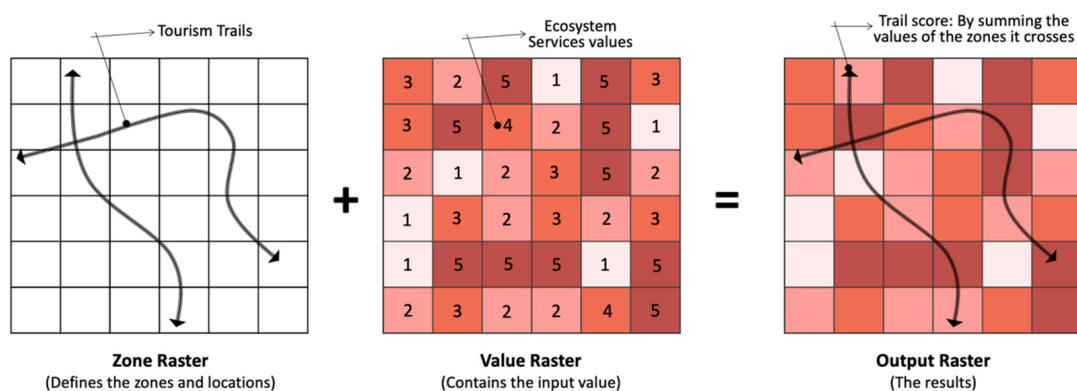 Tourism Trails
Ecosystem
Services values
Trail score: By summing the
values of the zones it crosses
3 2 5 1 5 3
3 5 4 2 5 1
2 1 2 3 5 2
1 3 2 3 2 3
1 5 5 5 1 5
2 3 2 2 4 5
+
=
Zone Raster
(Defines the zones and locations)
Value Raster
(Contains the input value)
Output Raster
(The results)